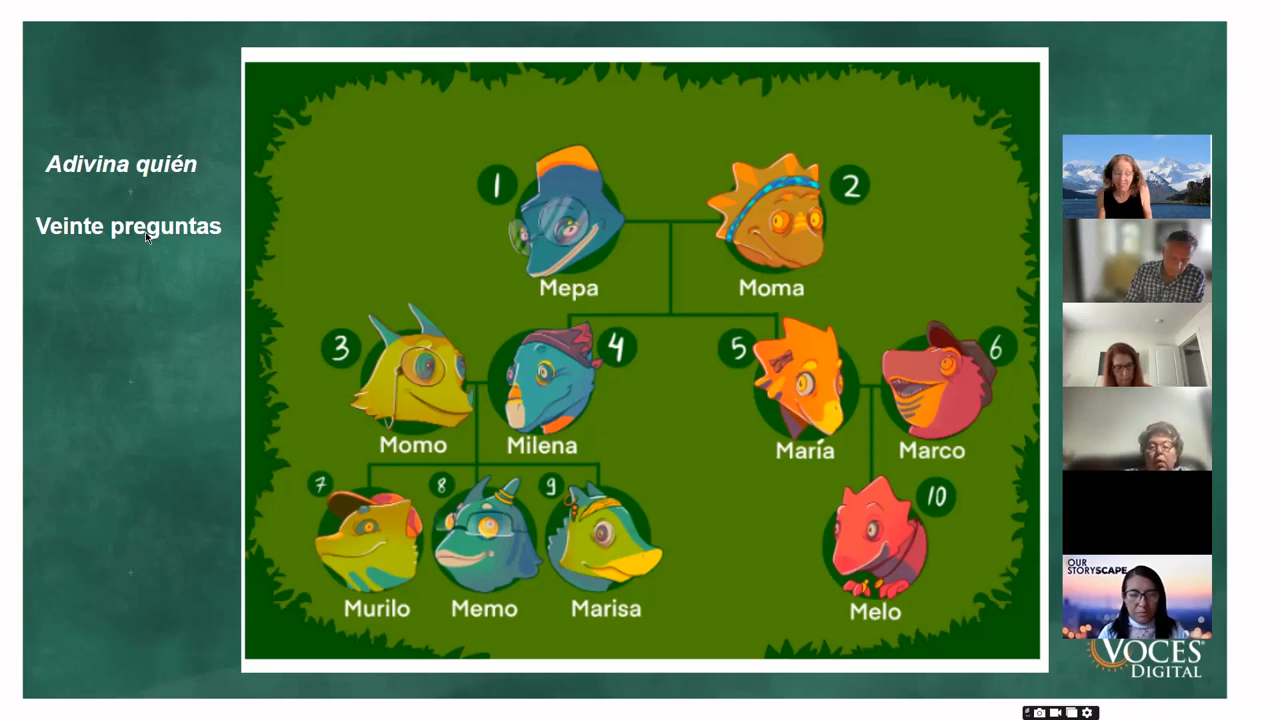 Adivina quién
Veinte preguntas
1
2
Mepa
Moma
3
4
5
6
Momo
Milena
María
Marco
7
8
9
10
Murilo
Memo
Marisa
Melo
OUR
STORYSCAPE
VOCES
DIGITAL